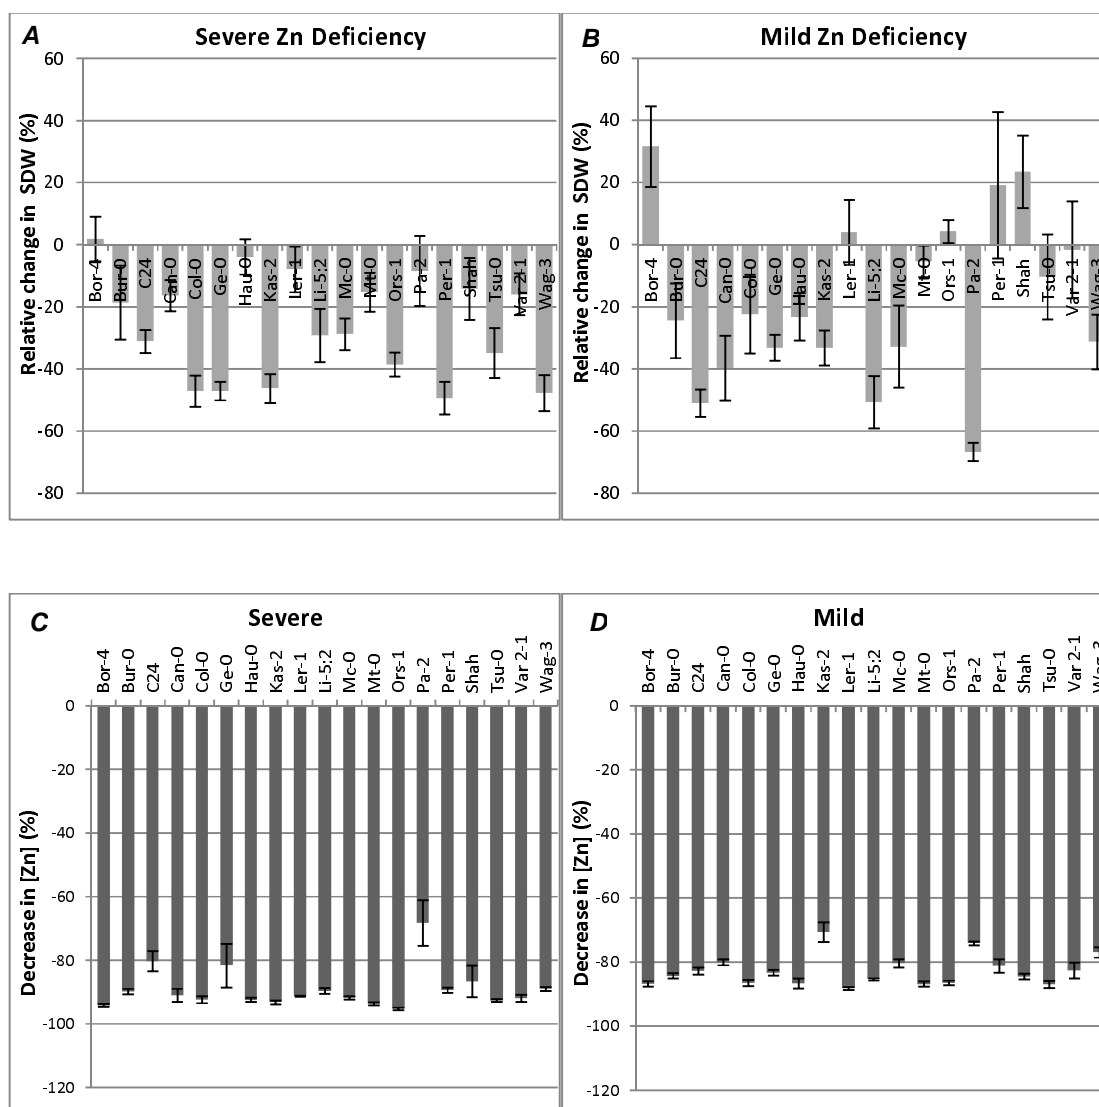 A
Severe Zn Deficiency
Relative change in SDW (%)
60
40
20
0
-20
-40
-60
-80
Bor-4
Bur-0
C24
Can-0
Col-0
Ge-0
Hau-0
Kas-2
Ler-1
Li-5:2
Mc-0
Mt-0
Ors-1
Pa-2
Per-1
Shah
Tsu-0
Var 2-1
Wag-3
B
Mild Zn Deficiency
Relative change in SDW (%)
60
40
20
0
-20
-40
-60
-80
Bor-4
Bur-0
C24
Can-0
Col-0
Ge-0
Hau-0
Kas-2
Ler-1
Li-5:2
Mc-0
Mt-0
Ors-1
Pa-2
Per-1
Shah
Tsu-0
Var 2-1
Wag-3
C
Severe
Bor-4
Bur-0
C24
Can-0
Col-0
Ge-0
Hau-0
Kas-2
Ler-1
Li-5:2
Mc-0
Mt-0
Ors-1
Pa-2
Per-1
Shah
Tsu-0
Var 2-1
Wag-3
Decrease in [Zn] (%)
0
-20
-40
-60
-80
-100
-120
D
Mild
Bor-4
Bur-0
C24
Can-0
Col-0
Ge-0
Hau-0
Kas-2
Ler-1
Li-5:2
Mc-0
Mt-0
Ors-1
Pa-2
Per-1
Shah
Tsu-0
Var 2-1
Wag-3
Decrease in [Zn] (%)
0
-20
-40
-60
-80
-100
-120